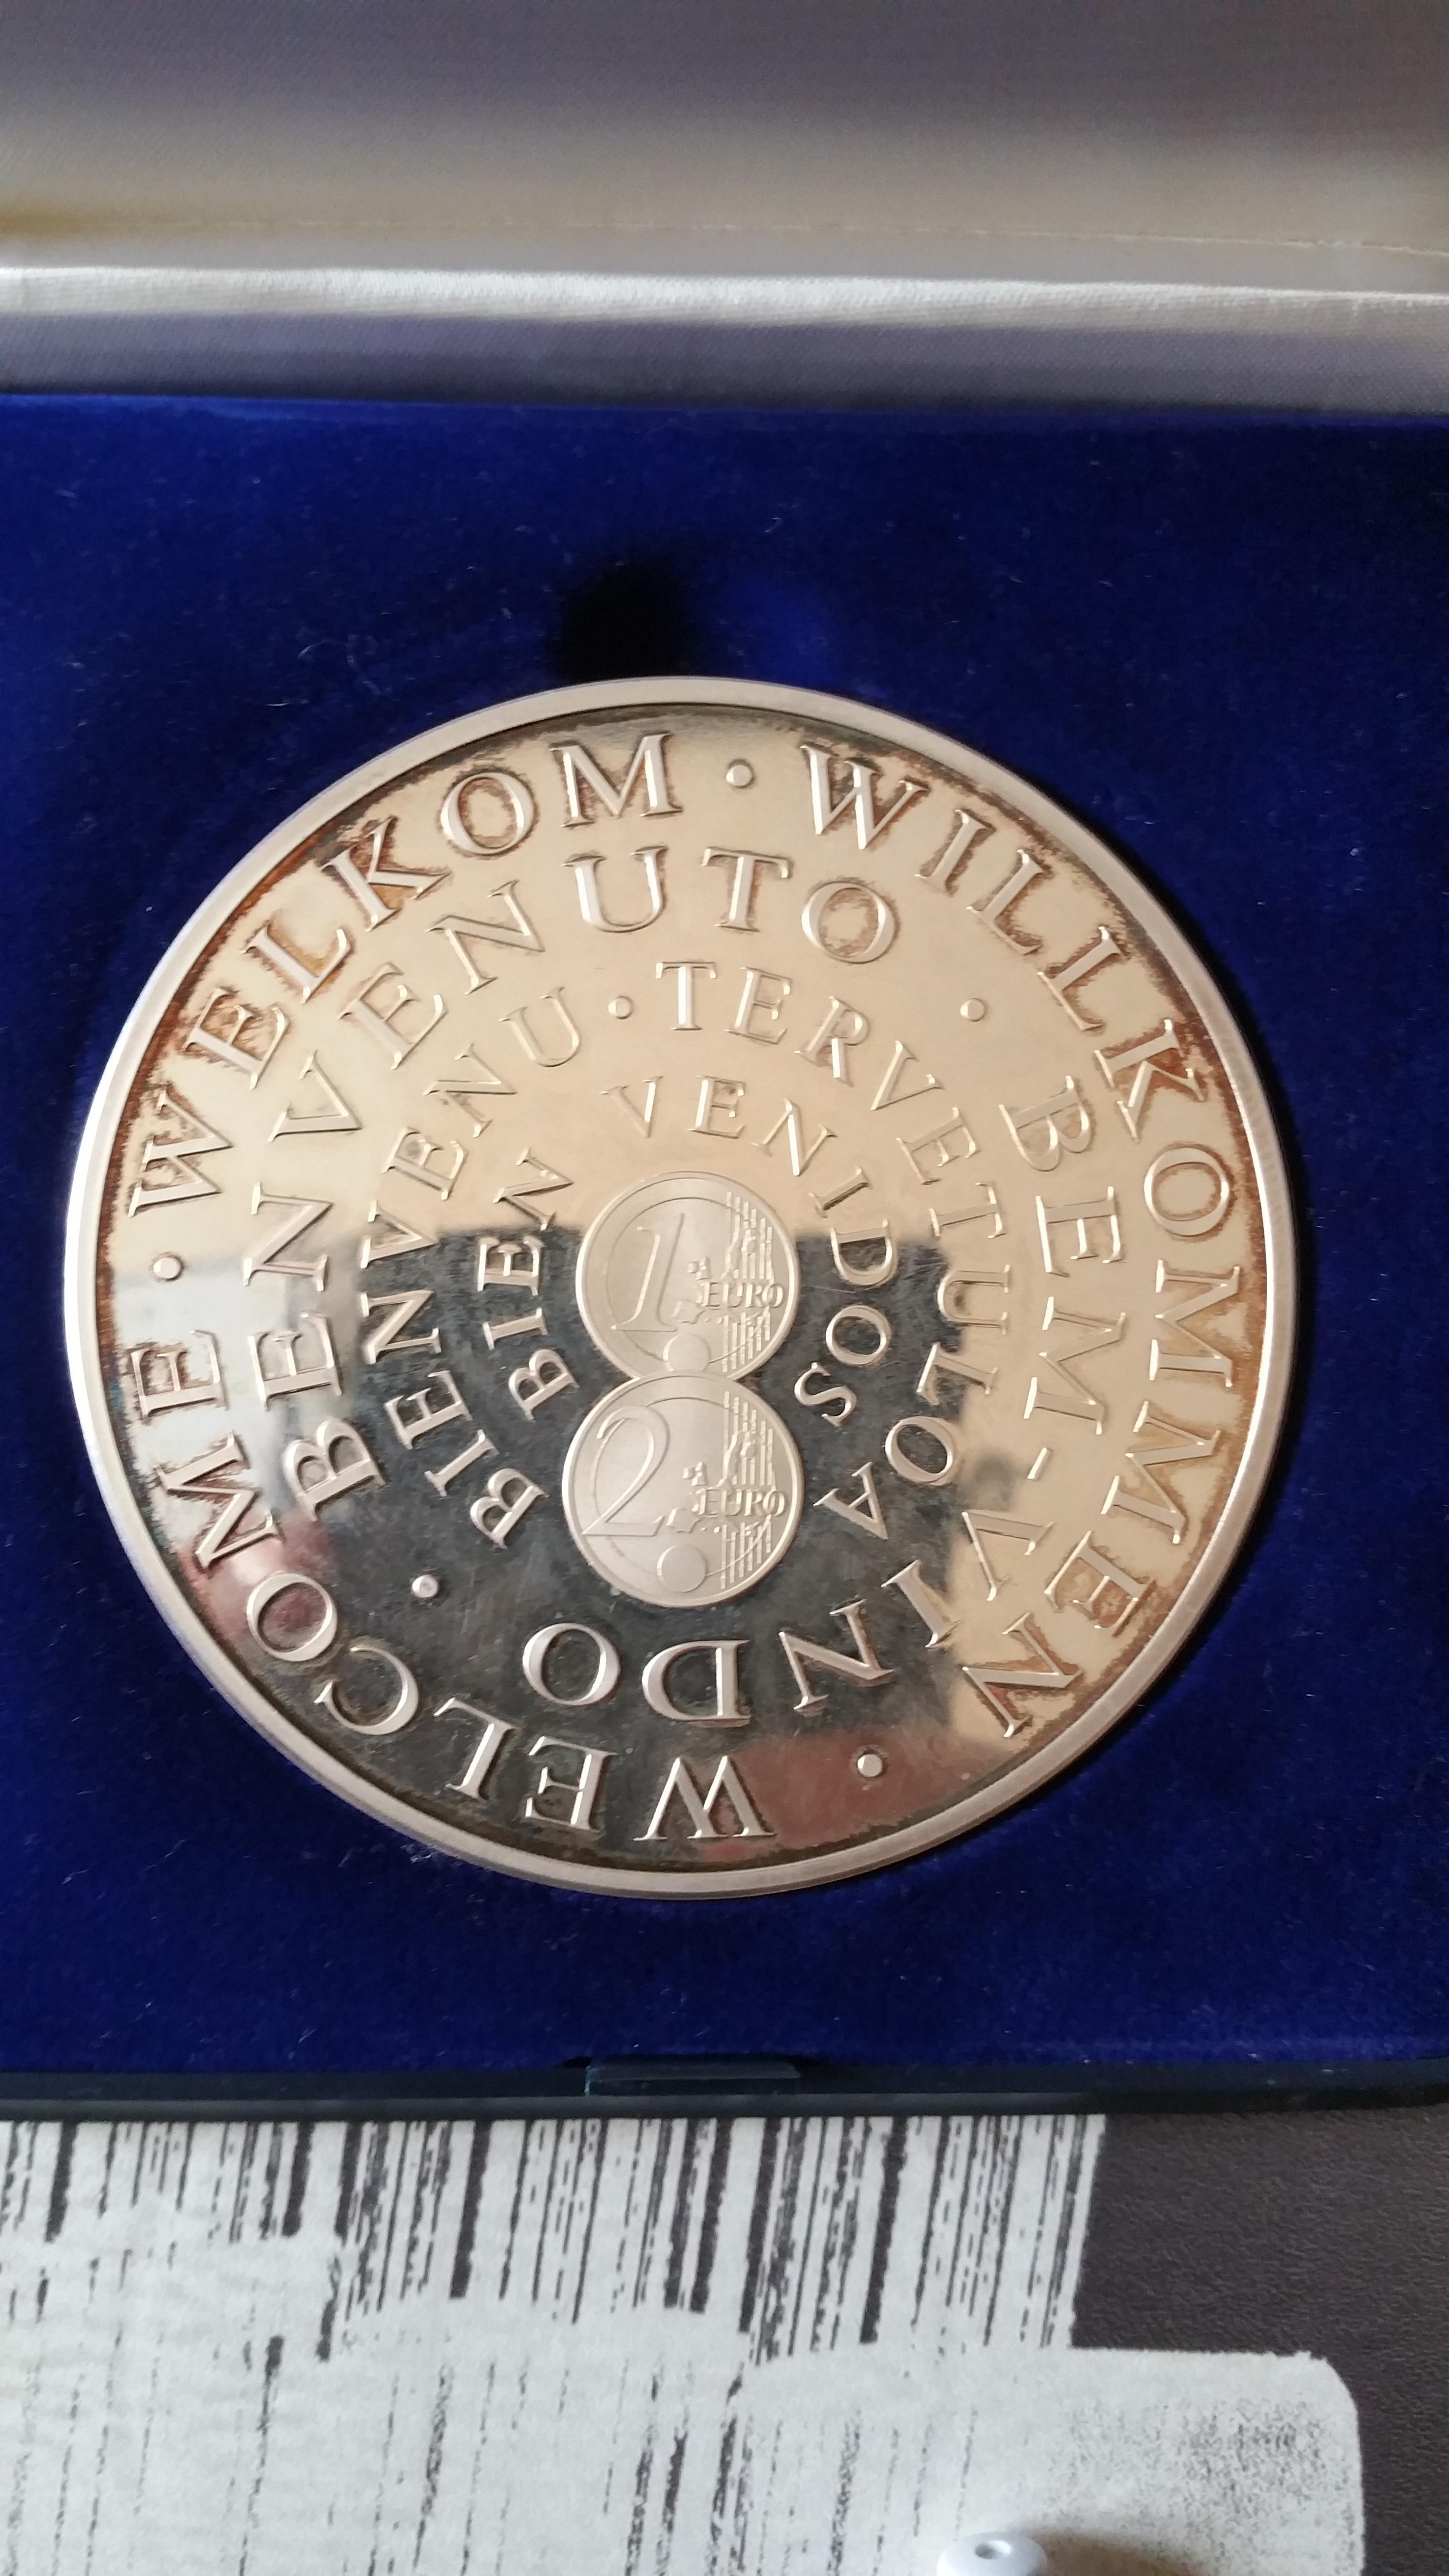 WELCOME · WELKOM · WILLKOMMEN ·
BENVENUTO · BEM-VINDO ·
BIENVENU · TERVETULOA
BIENVENIDOS
1 EURO
2 EURO